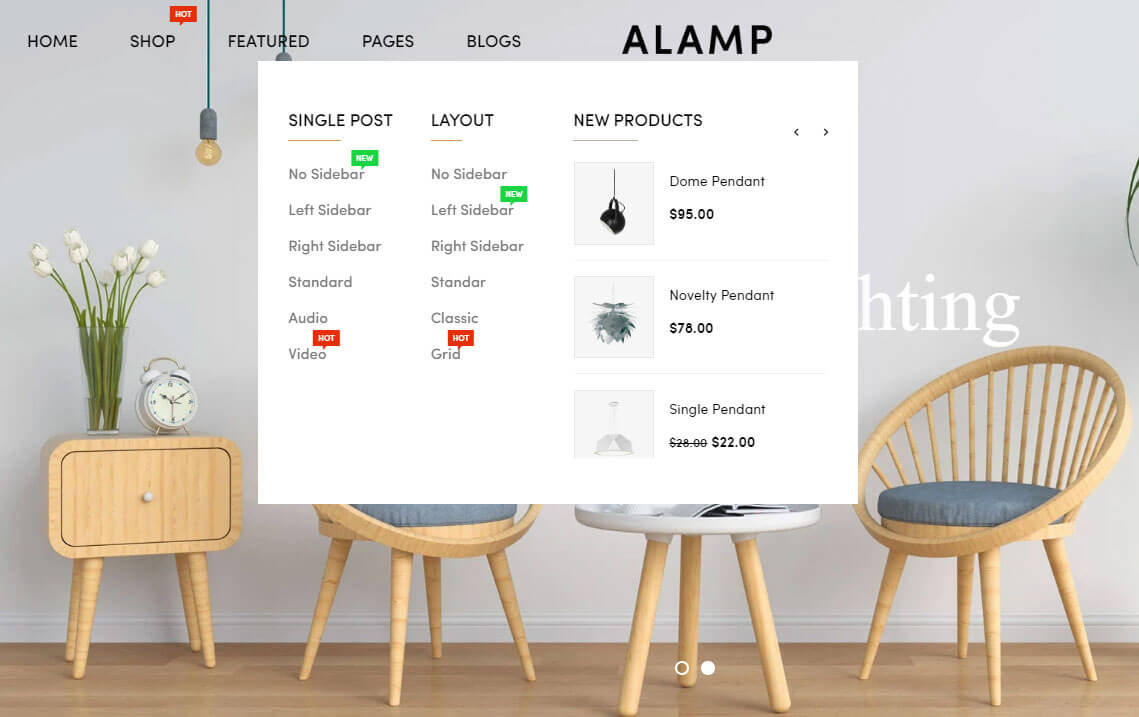 HOT
HOME SHOP FEATURED PAGES BLOGS ALAMP
SINGLE POST
NEW
No Sidebar
Left Sidebar
Right Sidebar
Standard
Audio
HOT
Video
LAYOUT
No Sidebar
NEW
Left Sidebar
Right Sidebar
Standar
Classic
HOT
Grid
NEW PRODUCTS
Dome Pendant
$95.00
Novelty Pendant
$78.00
Single Pendant
$28.00 $22.00
hting